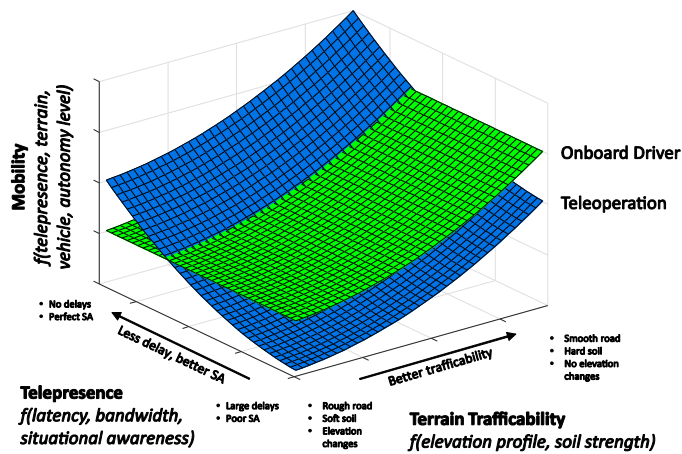 Mobility
f(telepresence, terrain,
vehicle, autonomy level)
Onboard Driver
Teleoperation
• No delays
• Perfect SA
Less delay, better SA
Better trafficability
• Smooth road
• Hard soil
• No elevation
changes
Telepresence
f(latency, bandwidth,
situational awareness)
• Large delays
• Poor SA
• Rough road
• Soft soil
• Elevation
changes
Terrain Trafficability
f(elevation profile, soil strength)